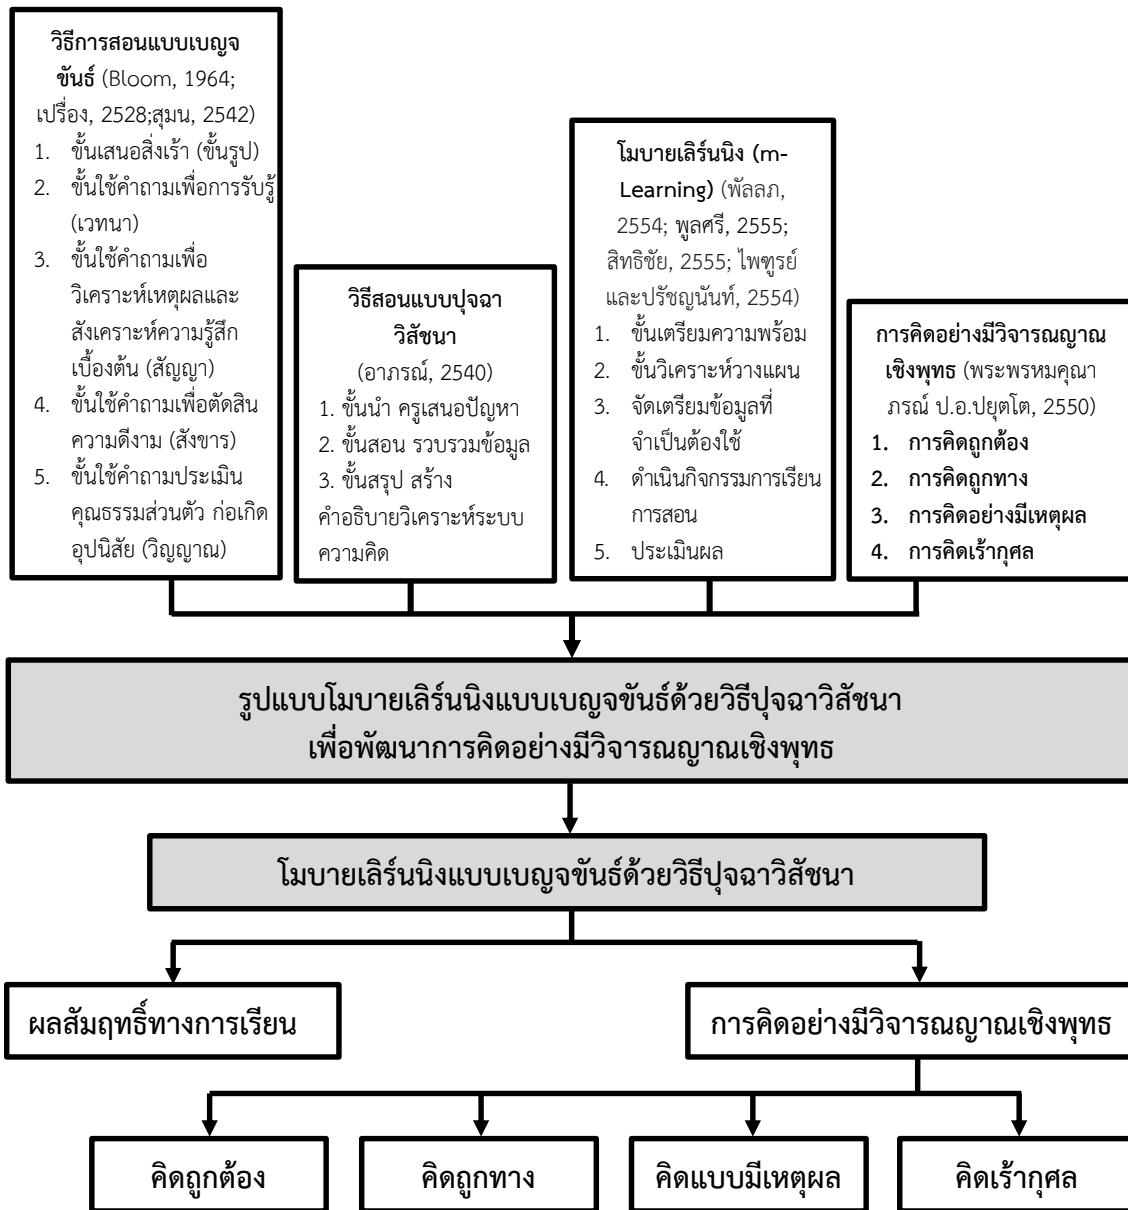 วิธีการสอนแบบเบญจ
ขันธ์ (Bloom, 1964;
เปรื่อง, 2528;สุมน, 2542)
1. ขั้นเสนอสิ่งเร้า (ขั้นรูป)
2. ขั้นใช้คำถามเพื่อการรับรู้
(เวทนา)
3. ขั้นใช้คำถามเพื่อ
วิเคราะห์เหตุผลและ
สังเคราะห์ความรู้สึก
เบื้องต้น (สัญญา)
4. ขั้นใช้คำถามเพื่อตัดสิน
ความดีงาม (สังขาร)
5. ขั้นใช้คำถามประเมิน
คุณธรรมส่วนตัว ก่อเกิด
อุปนิสัย (วิญญาณ)
วิธีสอนแบบปุจฉา
วิสัชนา
(อาภรณ์, 2540)
1. ขั้นนำ ครูเสนอปัญหา
2. ขั้นสอน รวบรวมข้อมูล
3. ขั้นสรุป สร้าง
คำอธิบายวิเคราะห์ระบบ
ความคิด
โมบายเลิร์นนิง (m-
Learning) (พัลลภ,
2554; พูลศรี, 2555;
สิทธิชัย, 2555; ไพฑูรย์
และปรัชญนันท์, 2554)
1. ขั้นเตรียมความพร้อม
2. ขั้นวิเคราะห์วางแผน
3. จัดเตรียมข้อมูลที่
จำเป็นต้องใช้
4. ดำเนินกิจกรรมการเรียน
การสอน
5. ประเมินผล
การคิดอย่างมีวิจารณญาณ
เชิงพุทธ (พระพรหมคุณา
ภรณ์ ป.อ.ปยุตโต, 2550)
1. การคิดถูกต้อง
2. การคิดถูกทาง
3. การคิดอย่างมีเหตุผล
4. การคิดเร้ากุศล
รูปแบบโมบายเลิร์นนิงแบบเบญจขันธ์ด้วยวิธีปุจฉาวิสัชนา
เพื่อพัฒนาการคิดอย่างมีวิจารณญาณเชิงพุทธ
โมบายเลิร์นนิงแบบเบญจขันธ์ด้วยวิธีปุจฉาวิสัชนา
ผลสัมฤทธิ์ทางการเรียน
การคิดอย่างมีวิจารณญาณเชิงพุทธ
คิดถูกต้อง
คิดถูกทาง
คิดแบบมีเหตุผล
คิดเร้ากุศล